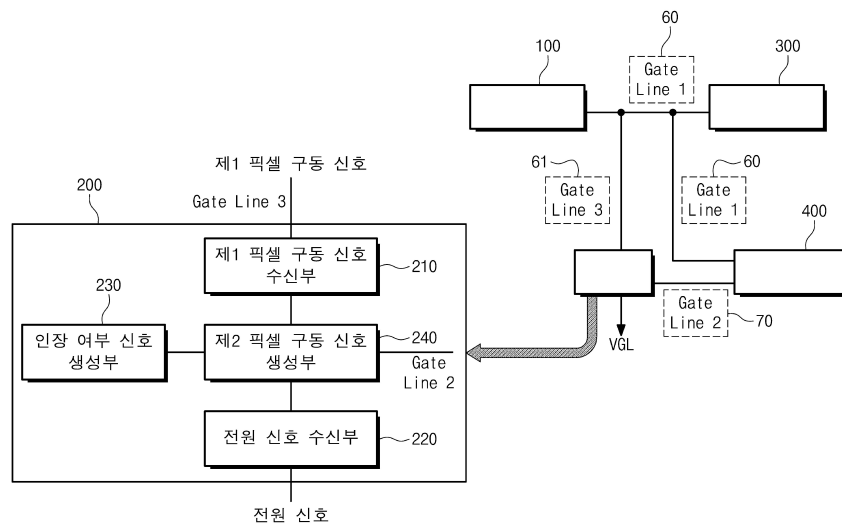 60
100
300
Gate
Line 1
61
60
제1 픽셀 구동 신호
Gate
Line 3
Gate
Line 1
200
Gate Line 3
400
제1 픽셀 구동 신호
수신부
210
230
Gate
Line 2
70
인장 여부 신호
생성부
제2 픽셀 구동 신호
생성부
240
Gate
Line 2
VGL
전원 신호 수신부
220
전원 신호